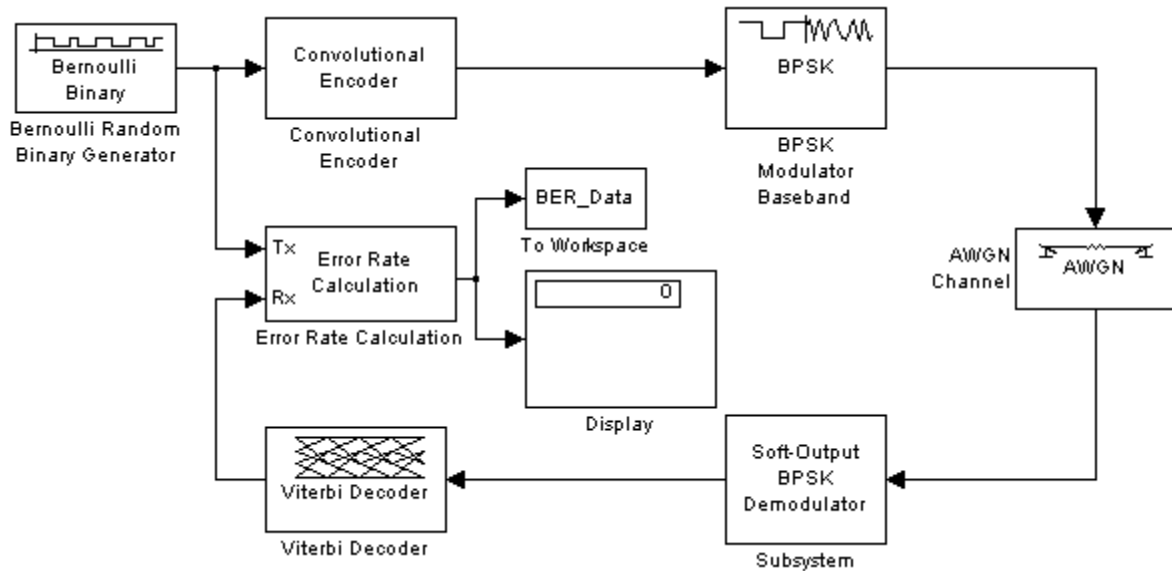 Bernoulli
Binary
Bernoulli Random
Binary Generator
Convolutional
Encoder
Convolutional
Encoder
BPSK
BPSK
Modulator
Baseband
AWGN
Channel
AWGN
BER_Data
To Workspace
Tx
Rx
Error Rate
Calculation
Error Rate Calculation
0
Display
Viterbi Decoder
Viterbi Decoder
Soft-Output
BPSK
Demodulator
Subsystem